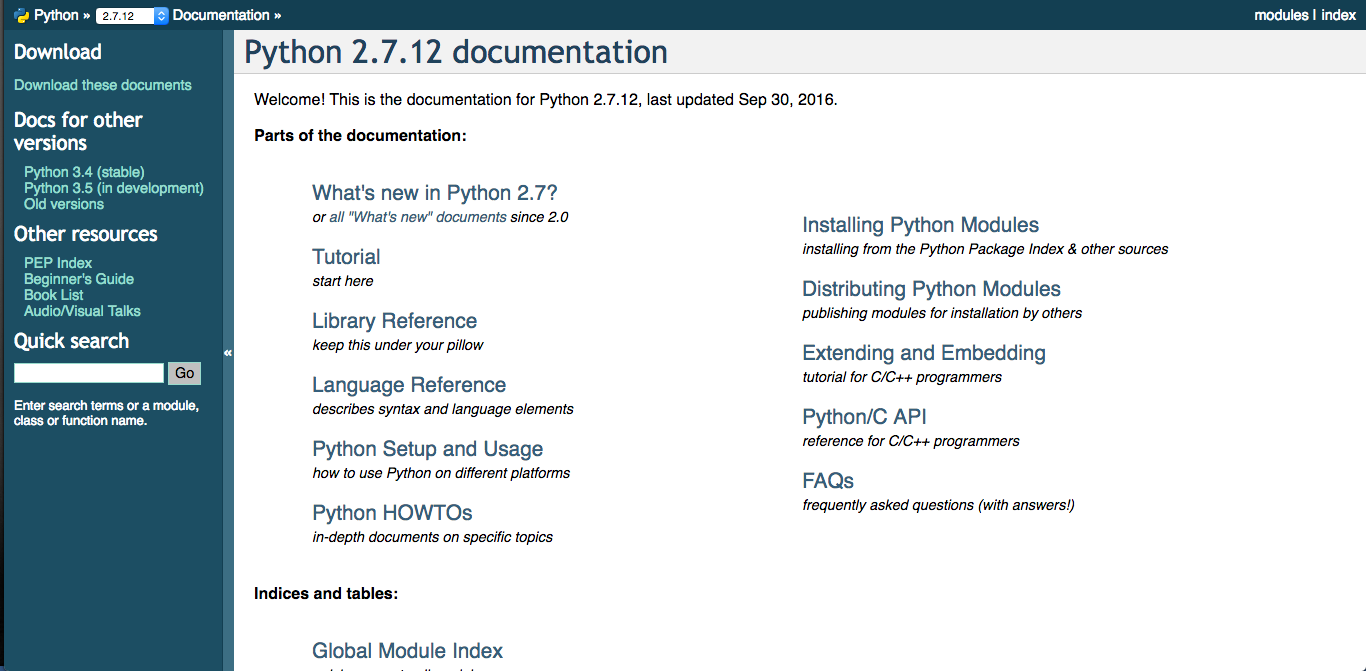 Python » 2.7.12 Documentation »
modules | index
Download
Download these documents
Docs for other
versions
Python 3.4 (stable)
Python 3.5 (in development)
Old versions
Other resources
PEP Index
Beginner's Guide
Book List
Audio/Visual Talks
Quick search
Go
Enter search terms or a module,
class or function name.
«
Python 2.7.12 documentation
Welcome! This is the documentation for Python 2.7.12, last updated Sep 30, 2016.
Parts of the documentation:
What's new in Python 2.7?
or all "What's new" documents since 2.0
Tutorial
start here
Library Reference
keep this under your pillow
Language Reference
describes syntax and language elements
Python Setup and Usage
how to use Python on different platforms
Python HOWTOs
in-depth documents on specific topics
Installing Python Modules
installing from the Python Package Index & other sources
Distributing Python Modules
publishing modules for installation by others
Extending and Embedding
tutorial for C/C++ programmers
Python/C API
reference for C/C++ programmers
FAQs
frequently asked questions (with answers!)
Indices and tables:
Global Module Index